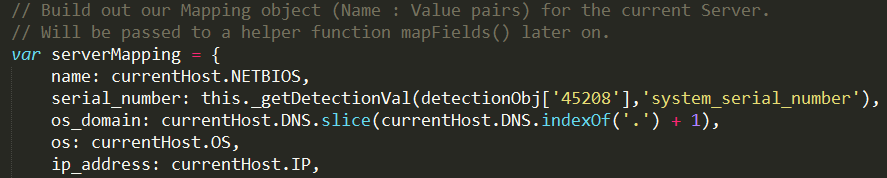 // Build out our Mapping object (Name : Value pairs) for the current Server.
// Will be passed to a helper function mapFields() later on.
var serverMapping = {
    name: currentHost.NETBIOS,
    serial_number: this._getDetectionVal(detectionObj['45208'],'system_serial_number'),
    os_domain: currentHost.DNS.slice(currentHost.DNS.indexOf('.') + 1),
    os: currentHost.OS,
    ip_address: currentHost.IP,